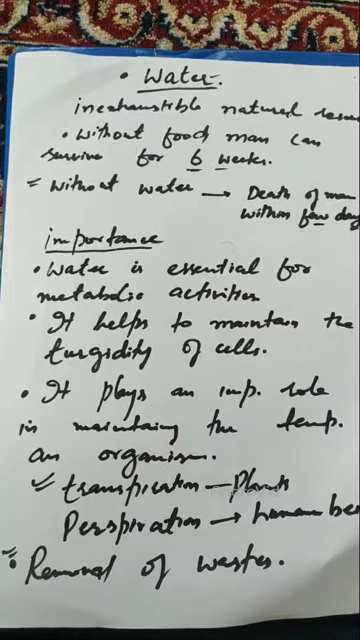 • Water.
inexhaustible natural resou
• Without food man can
survive for 6 weeks.
= Without water → Death of man
within few day
importance
• Water is essential for
metabolic activities
• It helps to maintain the
turgidity of cells.
• It plays an imp. role
in maintaing the temp.
an organism.
transpiration – Plants
Perspiration → human be
• Removal of wastes.